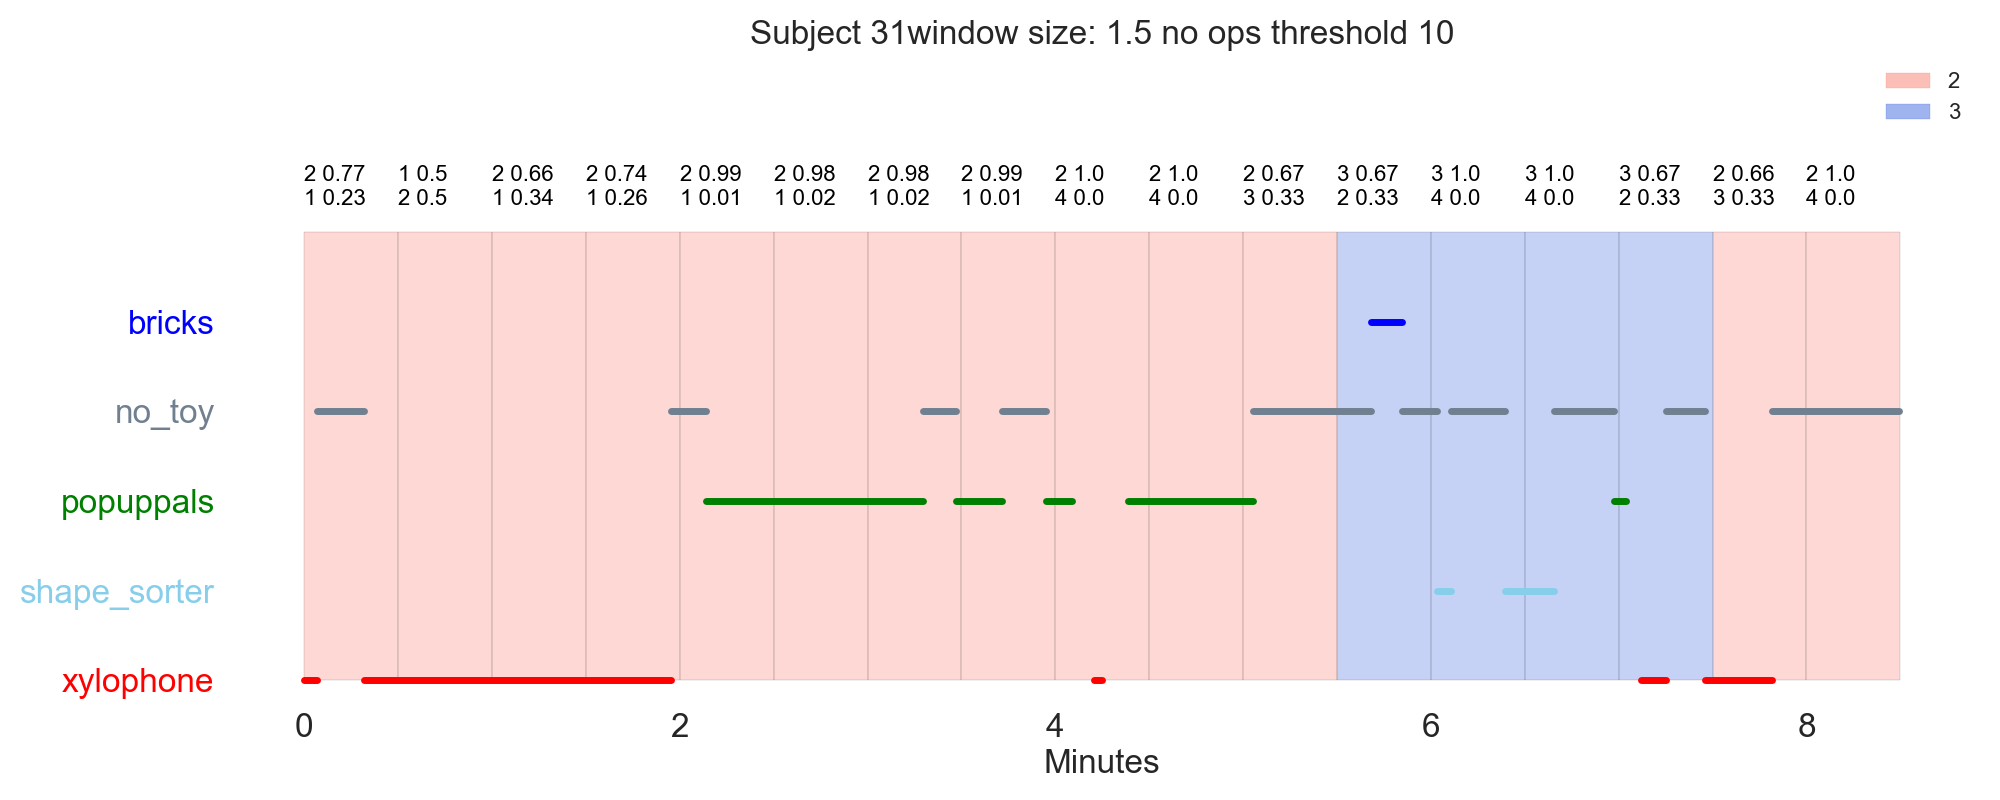 Subject 31window size: 1.5 no ops threshold 10
2
3
2 0.77 1 0.5 2 0.66 2 0.74 2 0.99 2 0.98 2 0.98 2 0.99 2 1.0 2 1.0 2 0.67 3 0.67 3 1.0 3 1.0 3 0.67 2 0.66 2 1.0
1 0.23 2 0.5 1 0.34 1 0.26 1 0.01 1 0.02 1 0.02 1 0.01 4 0.0 4 0.0 3 0.33 2 0.33 4 0.0 4 0.0 2 0.33 3 0.33 4 0.0
bricks
no_toy
popuppals
shape_sorter
xylophone
0 2 4 6 8
Minutes